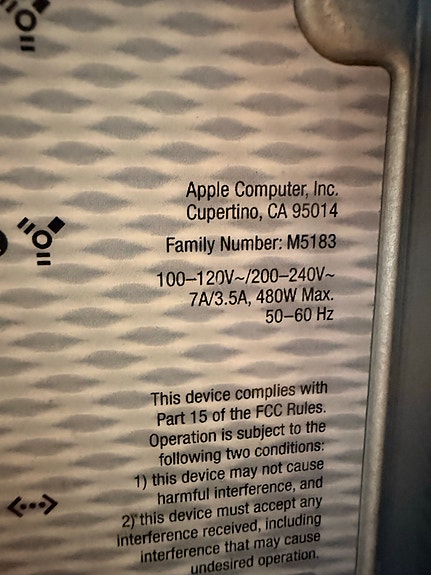 Apple Computer, Inc.
Cupertino, CA 95014
Family Number: M5183
100–120V~/200–240V~
7A/3.5A, 480W Max.
50–60 Hz
This device complies with
Part 15 of the FCC Rules.
Operation is subject to the
following two conditions:
1) this device may not cause
harmful interference, and
2) this device must accept any
interference received, including
interference that may cause
undesired operation.